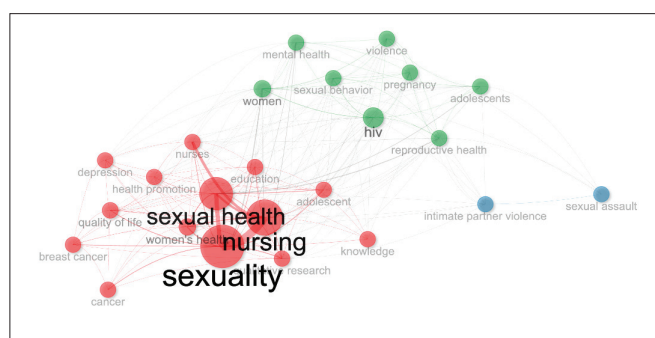 violence
mental health
sexual behavior
pregnancy
women
adolescents
hiv
nurses
reproductive health
depression
education
health promotion
adolescent
sexual health
intimate partner violence
sexual assault
quality of life
women's health
nursing
breast cancer
knowledge
sexuality
research
cancer